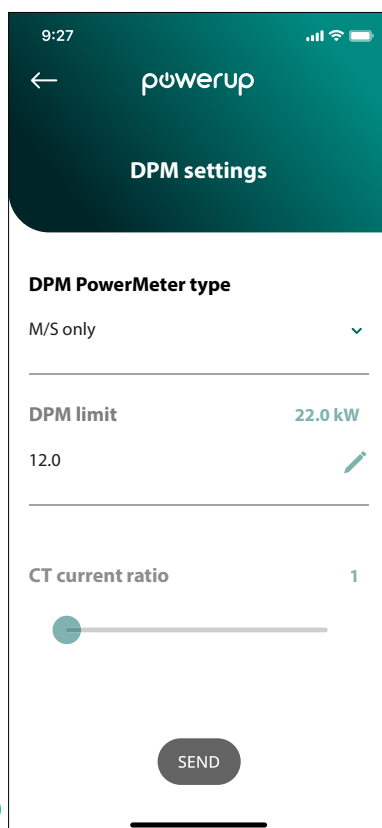 9:27
powerup
DPM settings
DPM PowerMeter type
M/S only
DPM limit 22.0 kW
12.0
CT current ratio 1
SEND